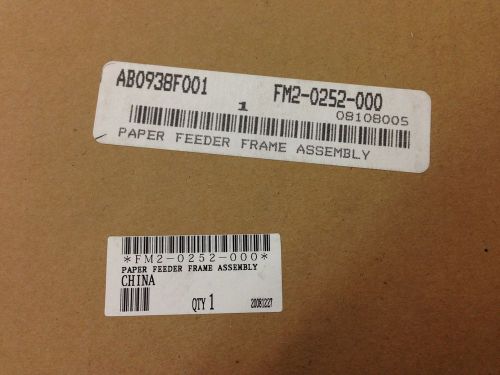 AB0938F001 FM2-0252-000
1 08108005
PAPER FEEDER FRAME ASSEMBLY
*FM2-0252-000*
PAPER FEEDER FRAME ASSEMBLY
CHINA
QTY 1 20081227